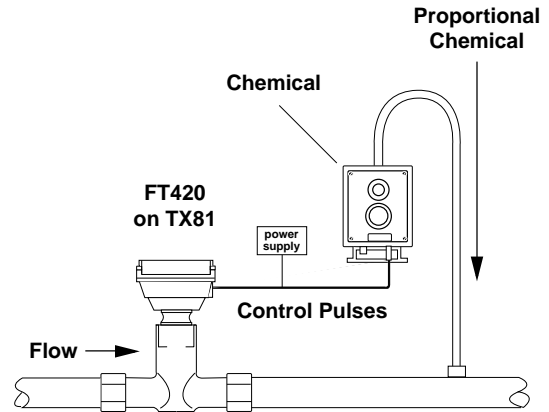 Proportional
Chemical
Chemical
FT420
on TX81
power
supply
Control Pulses
Flow